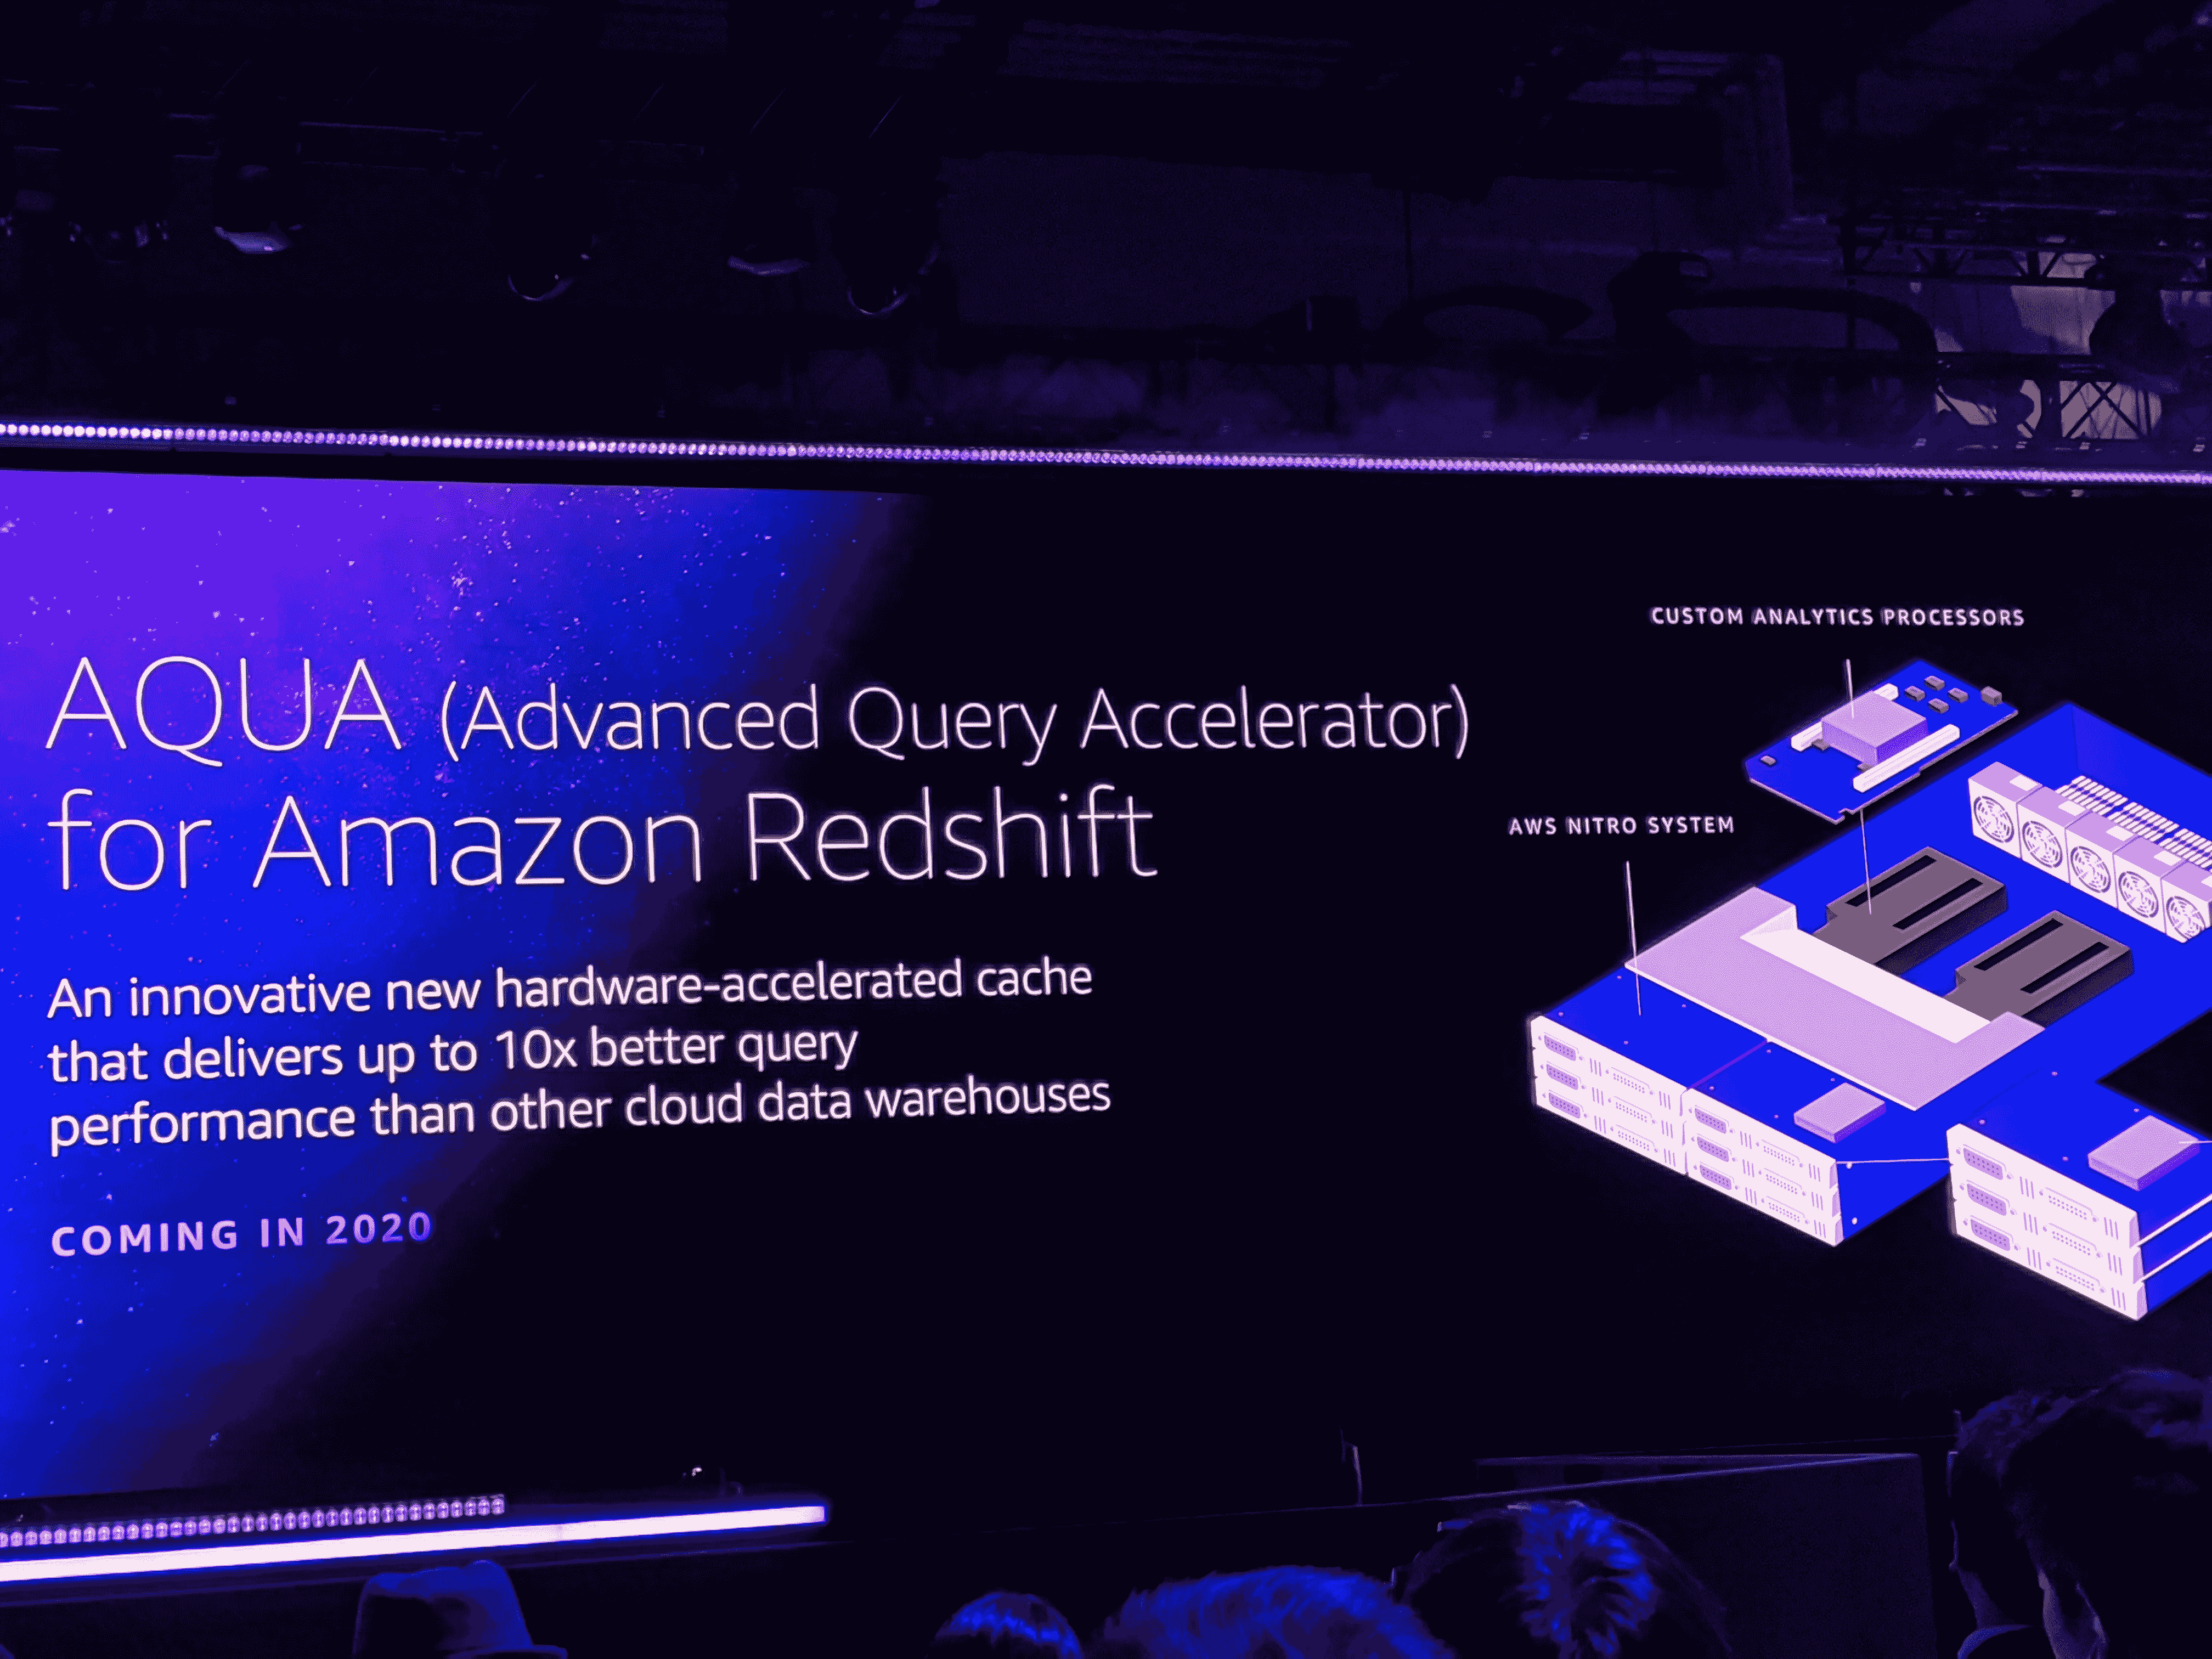 AQUA (Advanced Query Accelerator)
for Amazon Redshift
An innovative new hardware-accelerated cache
that delivers up to 10x better query
performance than other cloud data warehouses
COMING IN 2020
CUSTOM ANALYTICS PROCESSORS
AWS NITRO SYSTEM